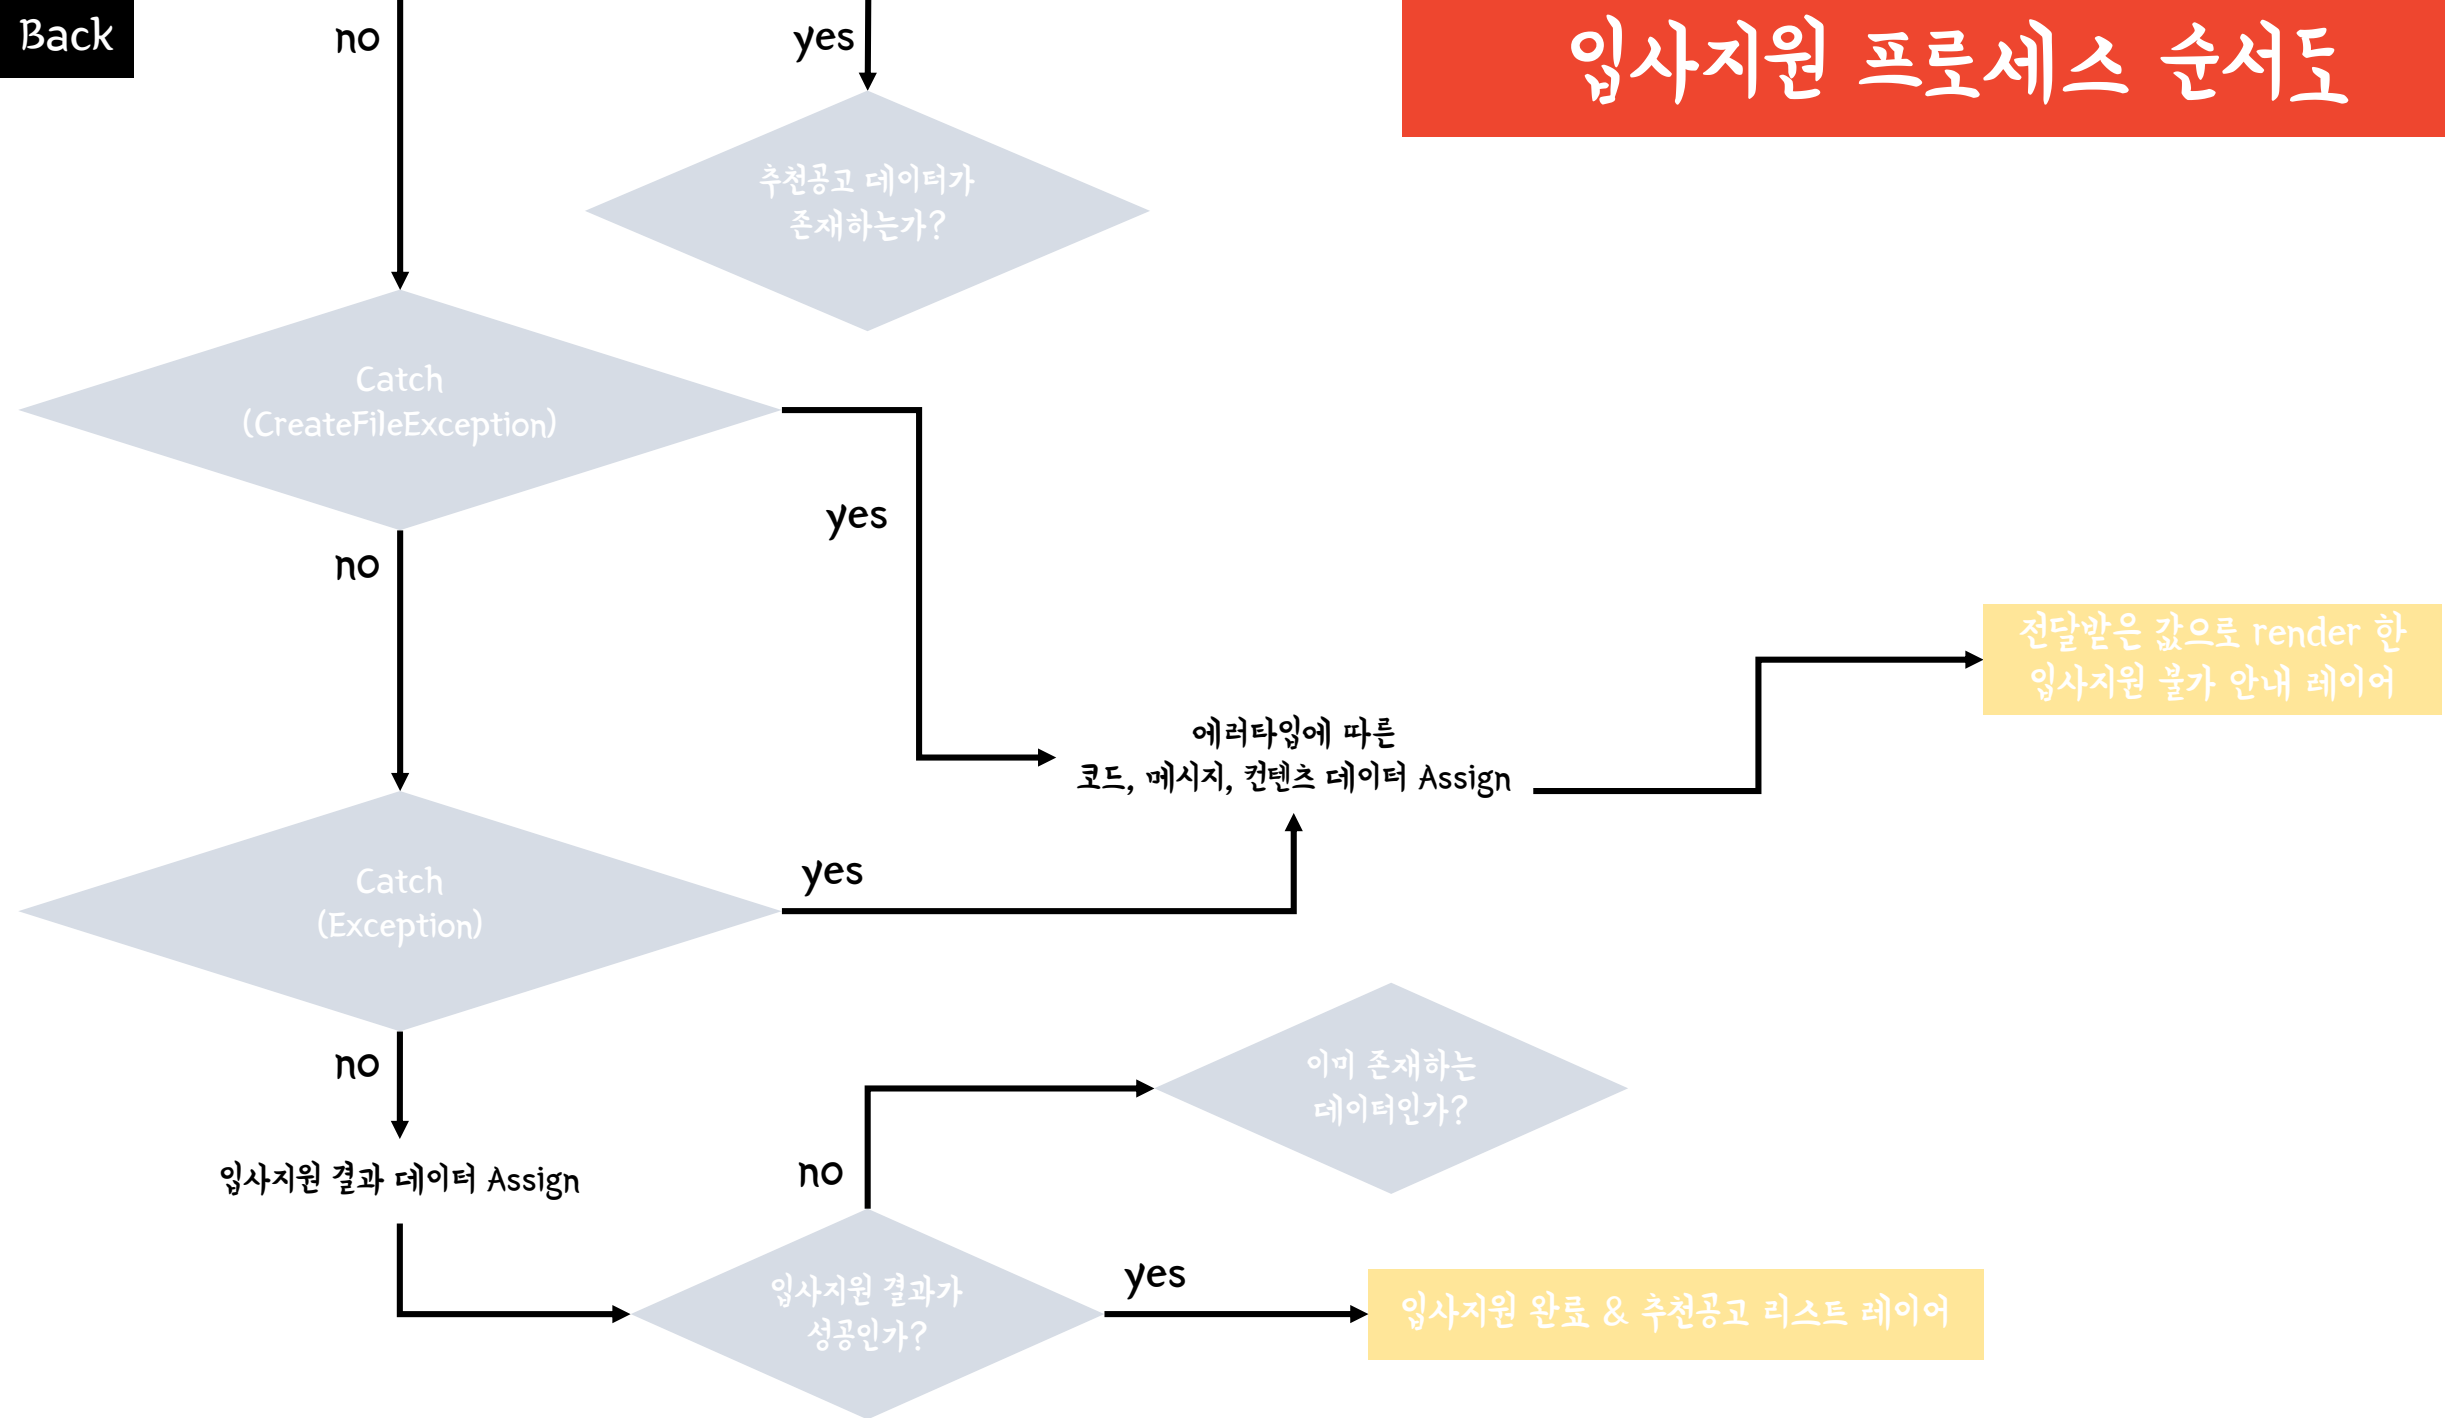 Back
no
yes
입사지원 프로세스 순서도
추천공고 데이터가
존재하는가?
Catch
(CreateFileException)
yes
no
전달받은 값으로 render 한
입사지원 불가 안내 레이어
에러타입에 따른
코드, 메시지, 컨텐츠 데이터 Assign
Catch
(Exception)
yes
no
이미 존재하는
데이터인가?
입사지원 결과 데이터 Assign
no
입사지원 결과가
성공인가?
yes
입사지원 완료 & 추천공고 리스트 레이어